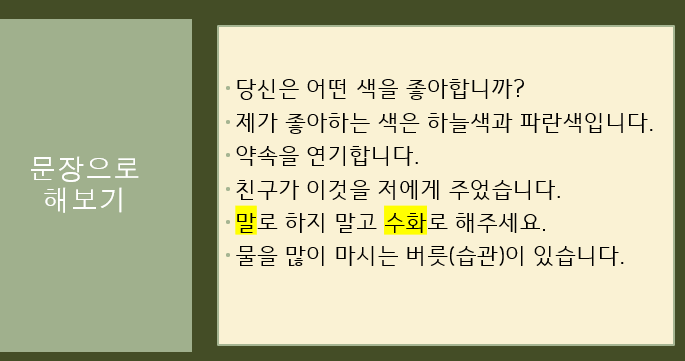 문장으로
해보기
당신은 어떤 색을 좋아합니까?
제가 좋아하는 색은 하늘색과 파란색입니다.
약속을 연기합니다.
친구가 이것을 저에게 주었습니다.
말로 하지 말고 수화로 해주세요.
물을 많이 마시는 버릇(습관)이 있습니다.